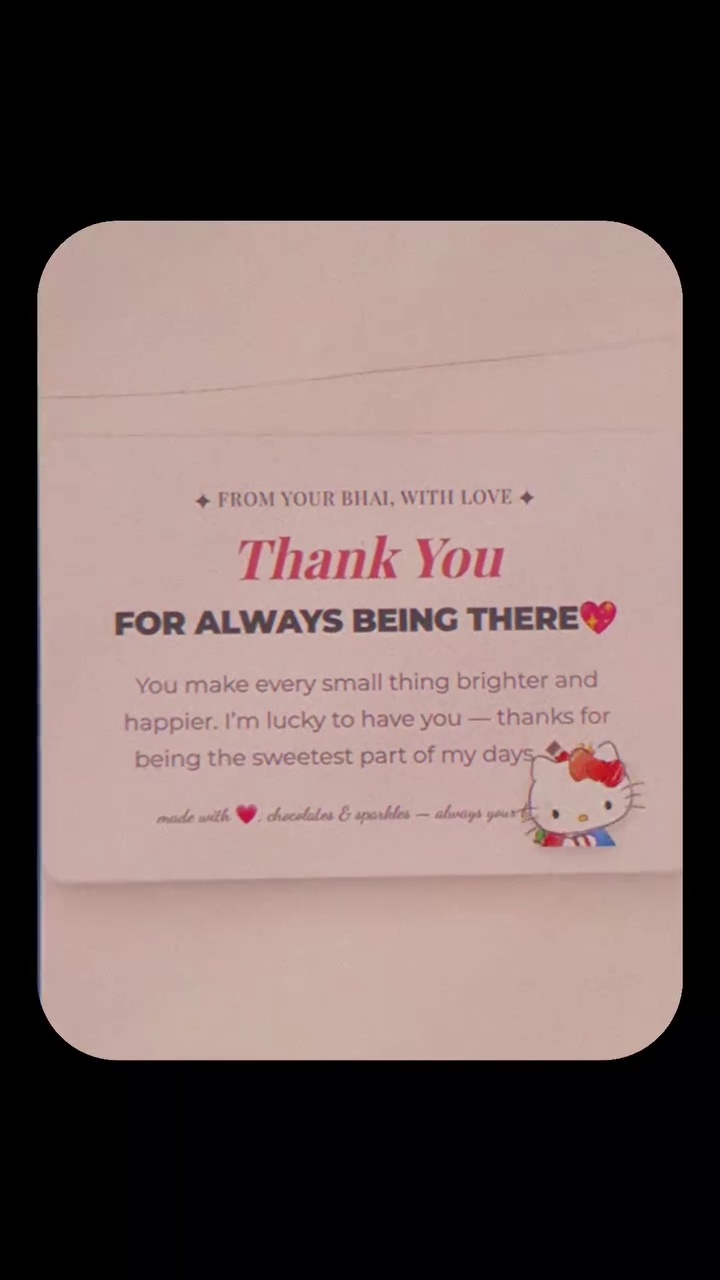 ✦ FROM YOUR BHAI, WITH LOVE ✦
Thank You
FOR ALWAYS BEING THERE💖
You make every small thing brighter and
happier. I'm lucky to have you — thanks for
being the sweetest part of my days
made with ❤️, chocolates & sparkles — always your